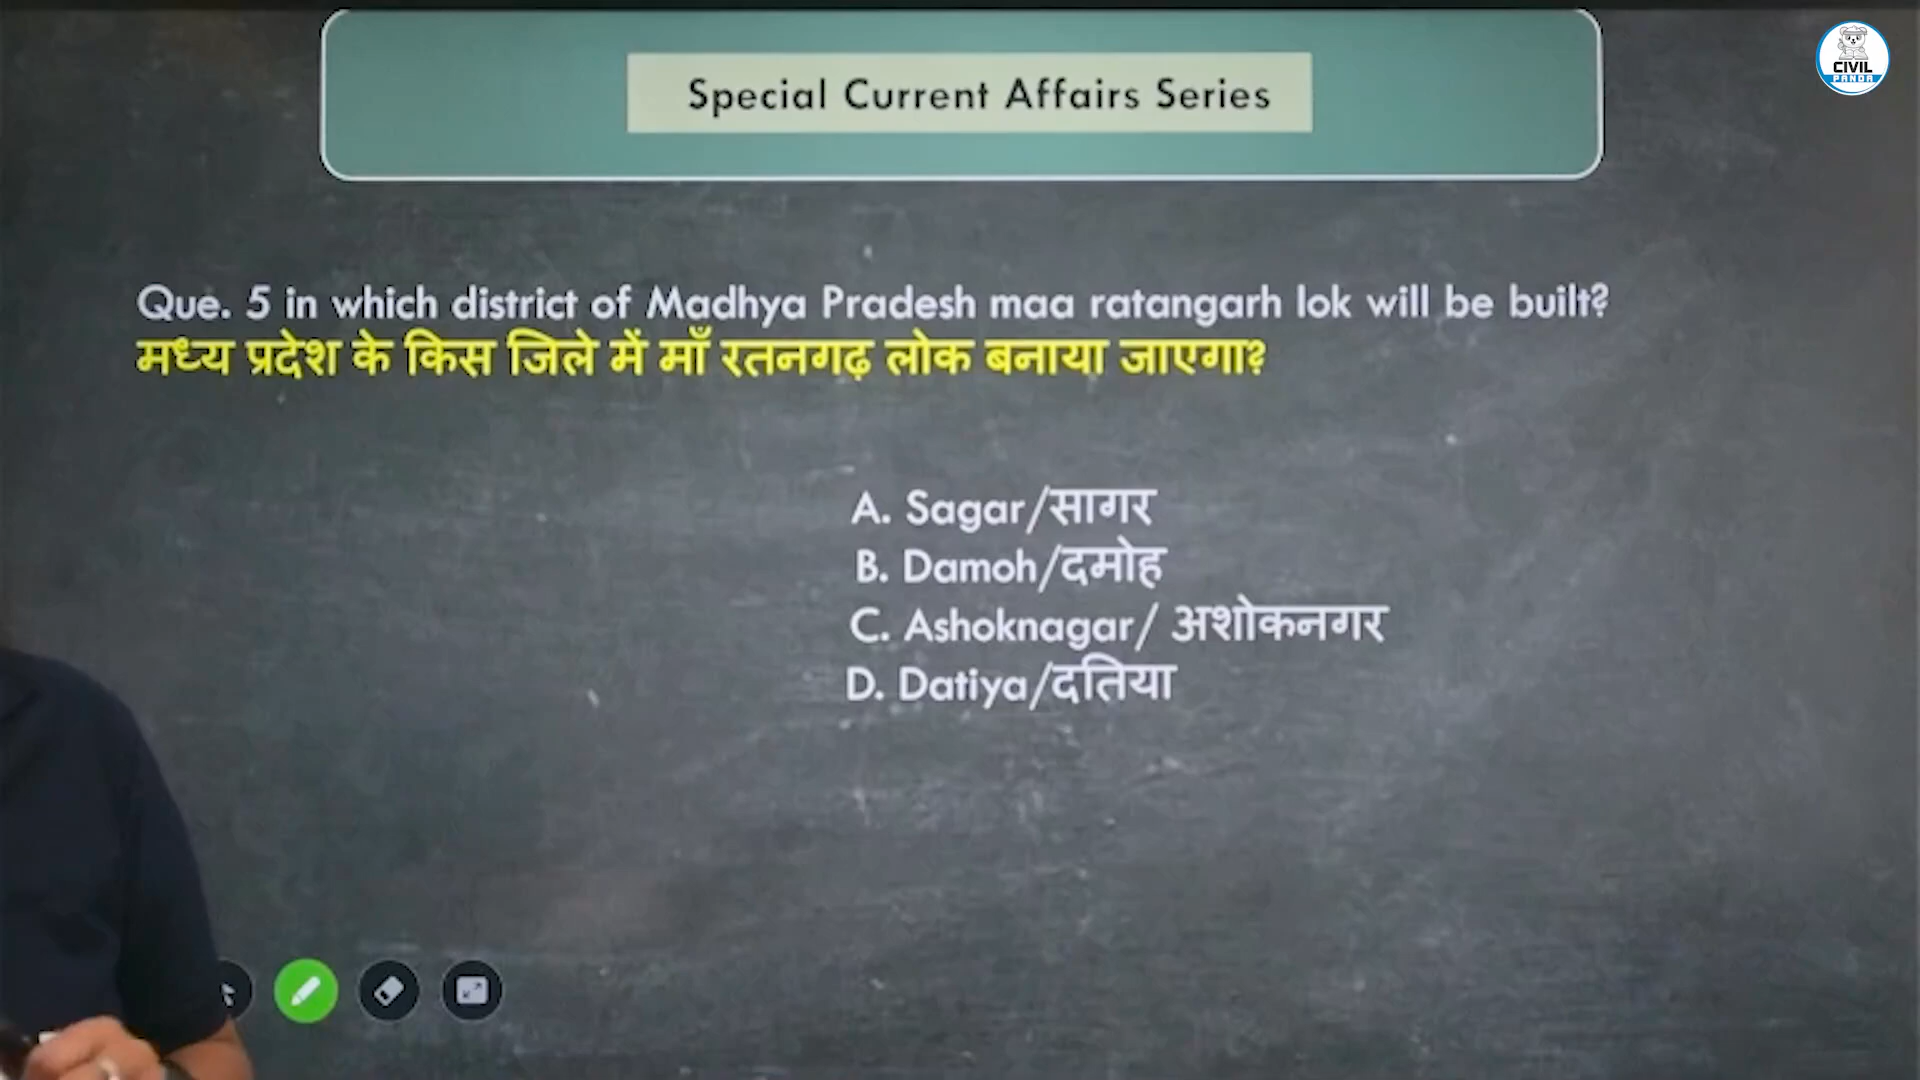 Special Current Affairs Series
CIVIL
PANDA
Que. 5 in which district of Madhya Pradesh maa ratangarh lok will be built?
मध्य प्रदेश के किस जिले में माँ रतनगढ़ लोक बनाया जाएगा?
A. Sagar/सागर
B. Damoh/दमोह
C. Ashoknagar/ अशोकनगर
D. Datiya/दतिया